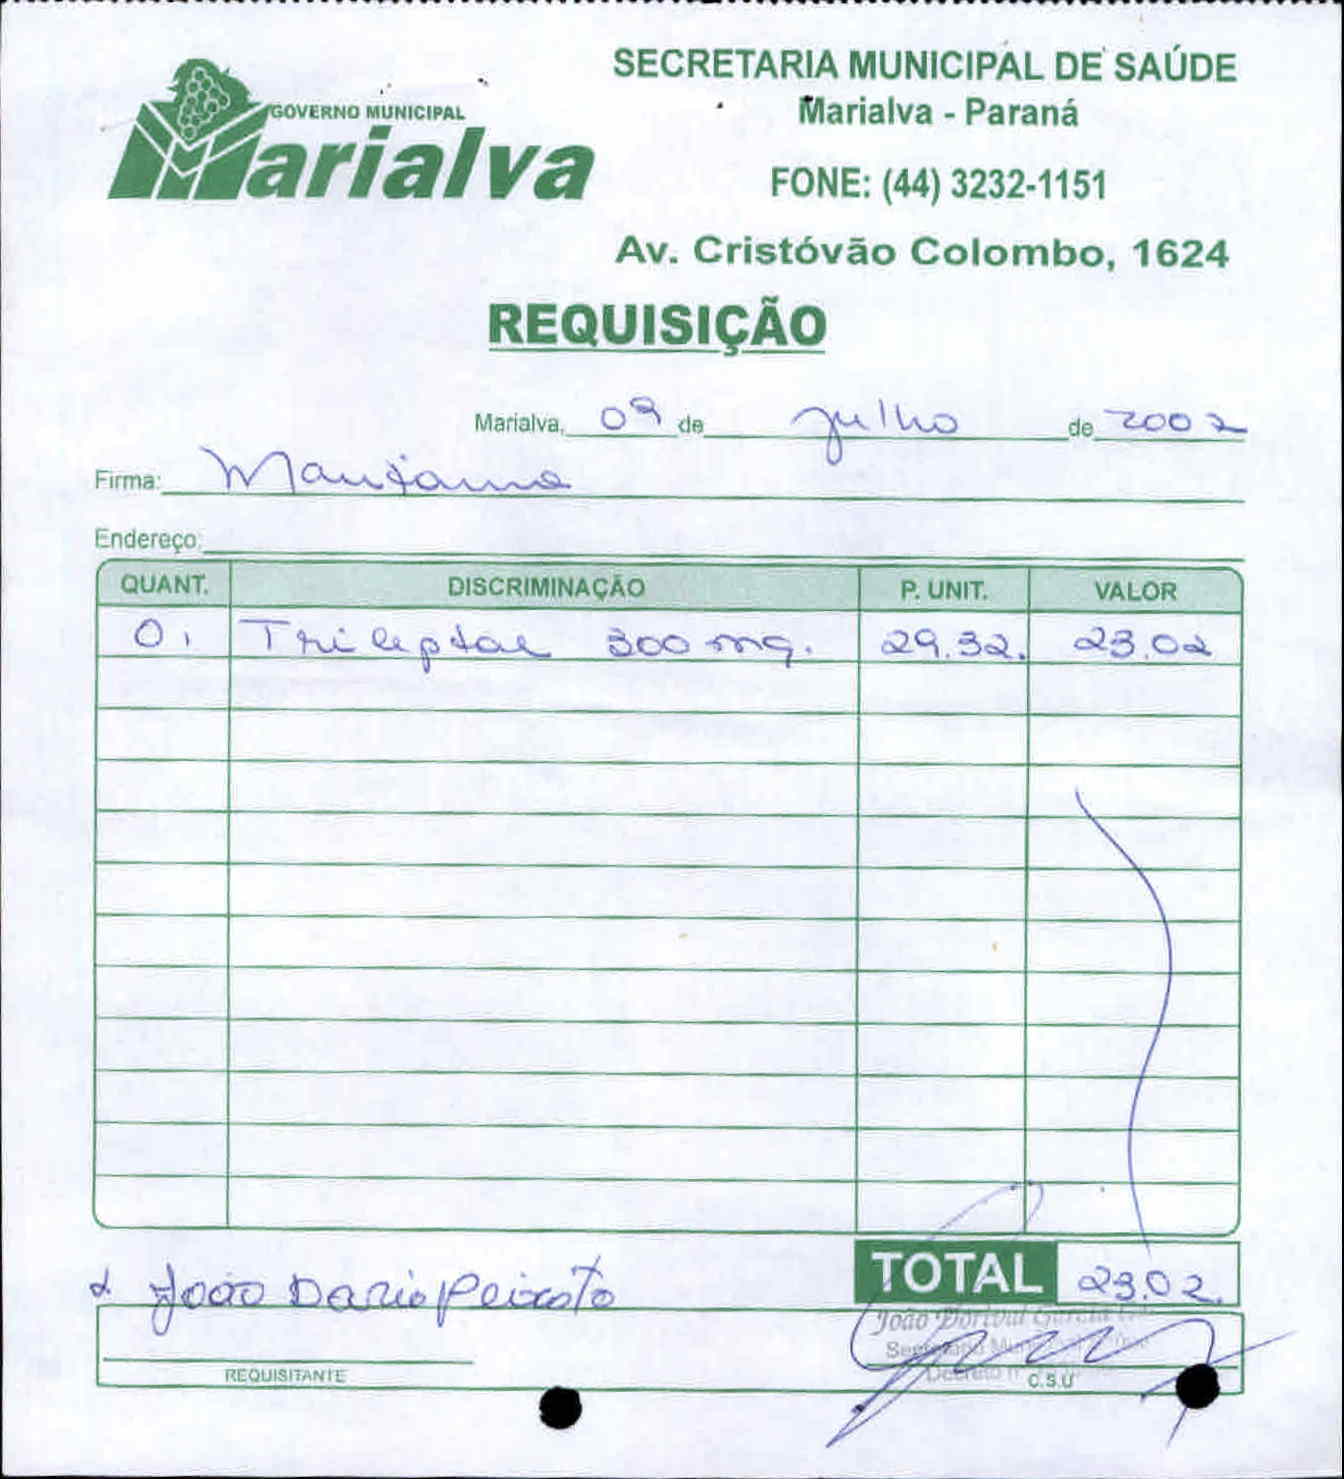 GOVERNO MUNICIPAL
Marialva
SECRETARIA MUNICIPAL DE SAÚDE
Marialva - Paraná
FONE: (44) 3232-1151
Av. Cristóvão Colombo, 1624
REQUISIÇÃO
Marialva, 09 de julho de 2002
Firma:
Endereço:
QUANT. DISCRIMINAÇÃO P. UNIT. VALOR
01 Trileptal 300 mg. 29.32. 23.02
TOTAL 23.02.
João Dario Peixoto
João Dorival
REQUISITANTE
C.S.U